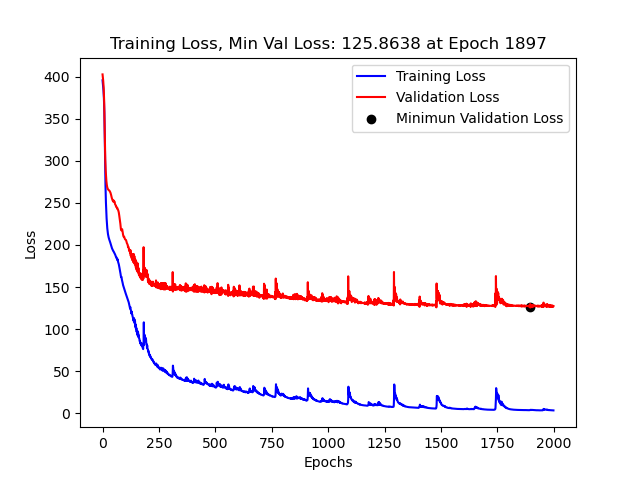 Training Loss, Min Val Loss: 125.8638 at Epoch 1897
Training Loss
Validation Loss
Minimun Validation Loss
400
350
300
250
200
150
100
50
0
Loss
0 250 500 750 1000 1250 1500 1750 2000
Epochs